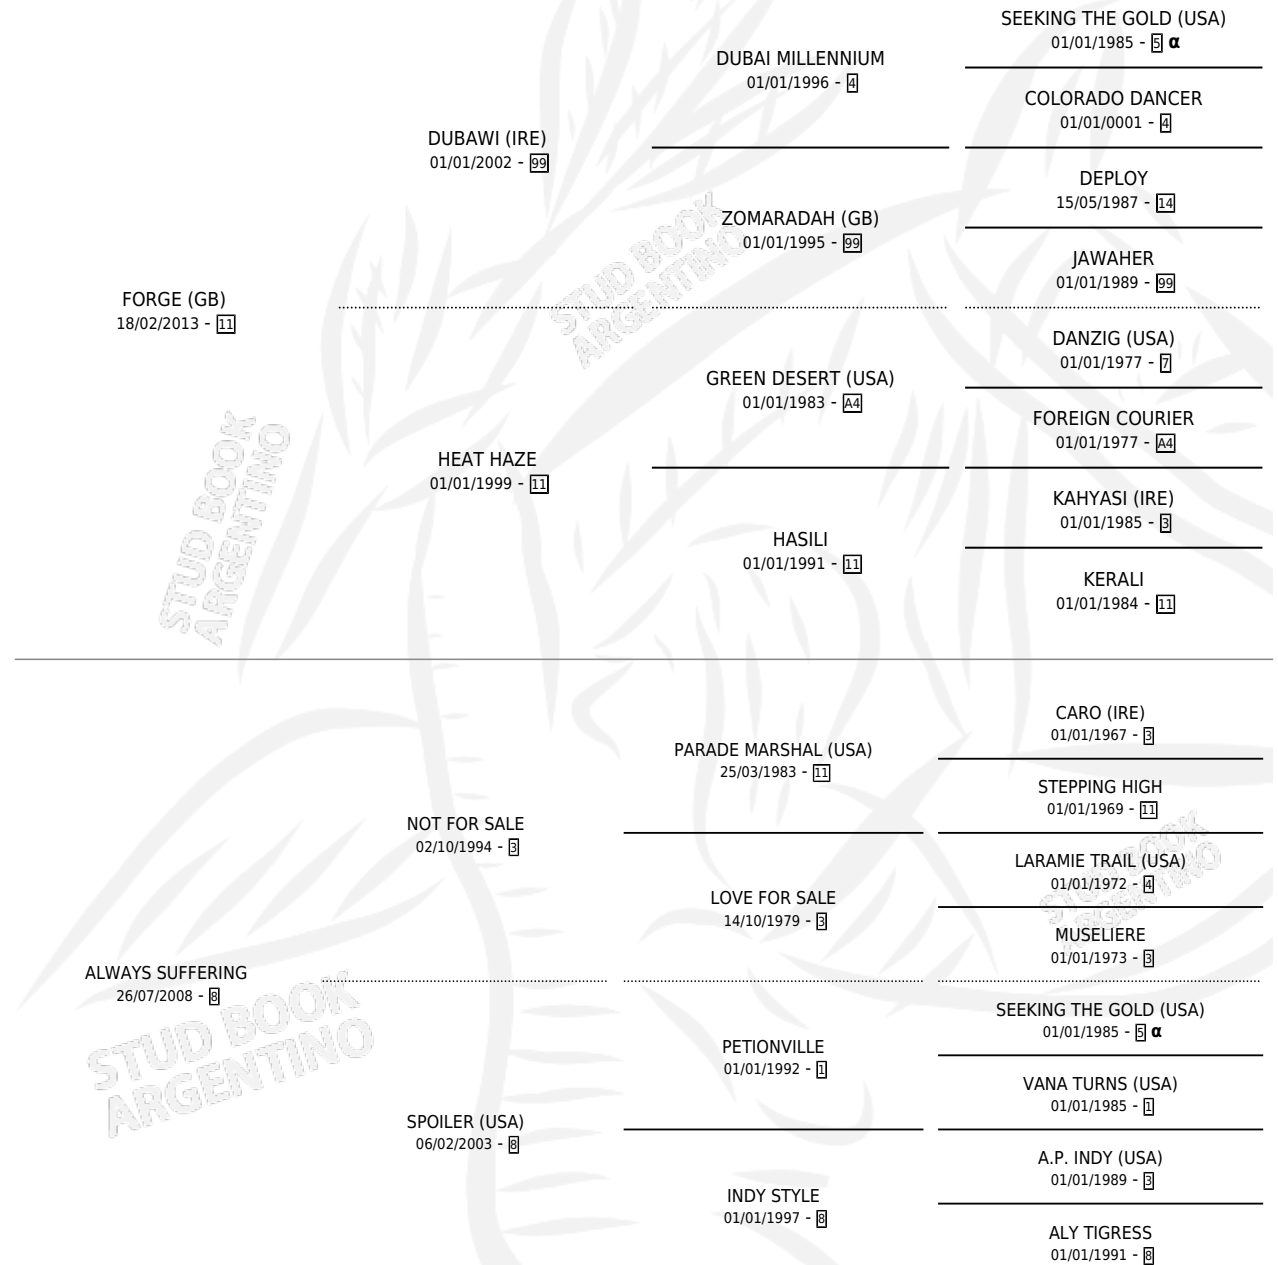 SEEKING THE GOLD (USA)
01/01/1985 - 5 α
DUBAI MILLENNIUM
01/01/1996 - 4
COLORADO DANCER
01/01/0001 - 4
DUBAWI (IRE)
01/01/2002 - 99
DEPLOY
15/05/1987 - 14
ZOMARADAH (GB)
01/01/1995 - 99
JAWAHER
01/01/1989 - 99
FORGE (GB)
18/02/2013 - 11
DANZIG (USA)
01/01/1977 - 7
GREEN DESERT (USA)
01/01/1983 - A4
FOREIGN COURIER
01/01/1977 - A4
HEAT HAZE
01/01/1999 - 11
KAHYASI (IRE)
01/01/1985 - 3
HASILI
01/01/1991 - 11
KERALI
01/01/1984 - 11
CARO (IRE)
01/01/1967 - 3
PARADE MARSHAL (USA)
25/03/1983 - 11
STEPPING HIGH
01/01/1969 - 11
NOT FOR SALE
02/10/1994 - 3
LARAMIE TRAIL (USA)
01/01/1972 - 4
LOVE FOR SALE
14/10/1979 - 3
MUSELIERE
01/01/1973 - 3
ALWAYS SUFFERING
26/07/2008 - 8
SEEKING THE GOLD (USA)
01/01/1985 - 5 α
PETIONVILLE
01/01/1992 - 1
VANA TURNS (USA)
01/01/1985 - 1
SPOILER (USA)
06/02/2003 - 8
A.P. INDY (USA)
01/01/1989 - 3
INDY STYLE
01/01/1997 - 8
ALY TIGRESS
01/01/1991 - 8
STUD BOOK
ARGENTINO
STUD BOOK
ARGENTINO
STUD BOOK
ARGENTINO
STUD BOOK
ARGENTINO